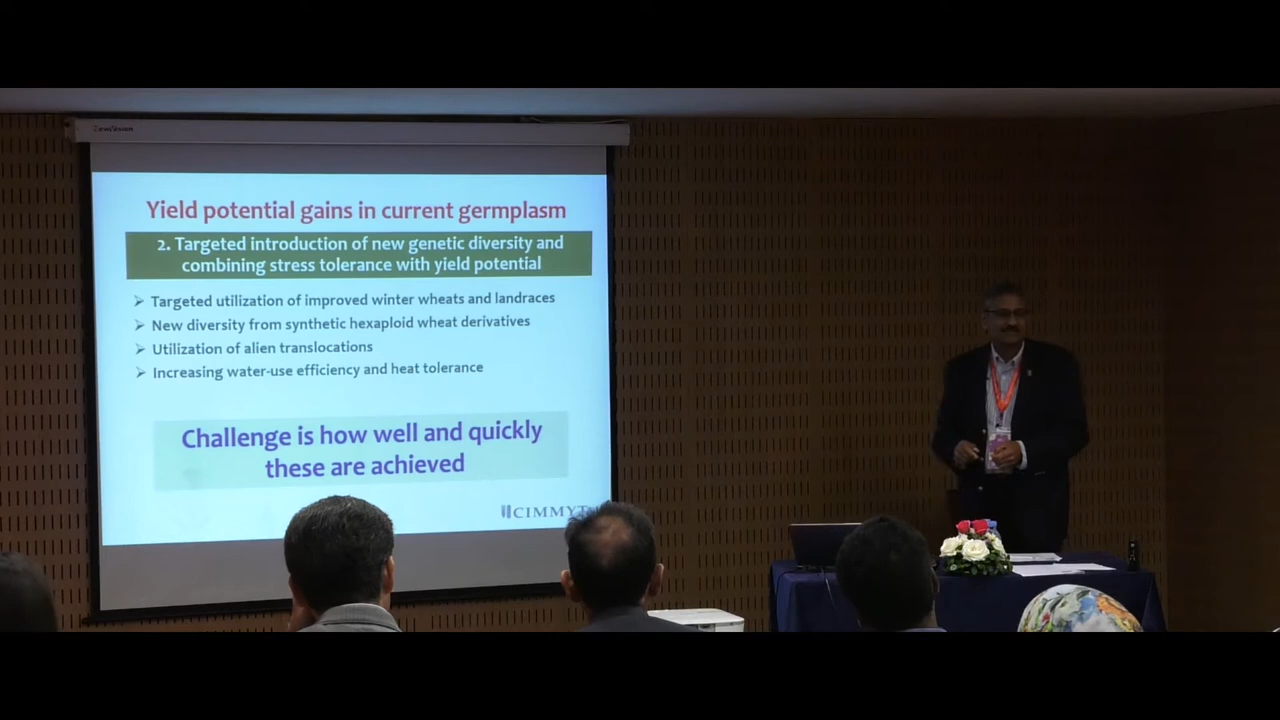 Yield potential gains in current germplasm
2. Targeted introduction of new genetic diversity and
combining stress tolerance with yield potential
➢ Targeted utilization of improved winter wheats and landraces
➢ New diversity from synthetic hexaploid wheat derivatives
➢ Utilization of alien translocations
➢ Increasing water-use efficiency and heat tolerance
Challenge is how well and quickly
these are achieved
CIMMYT